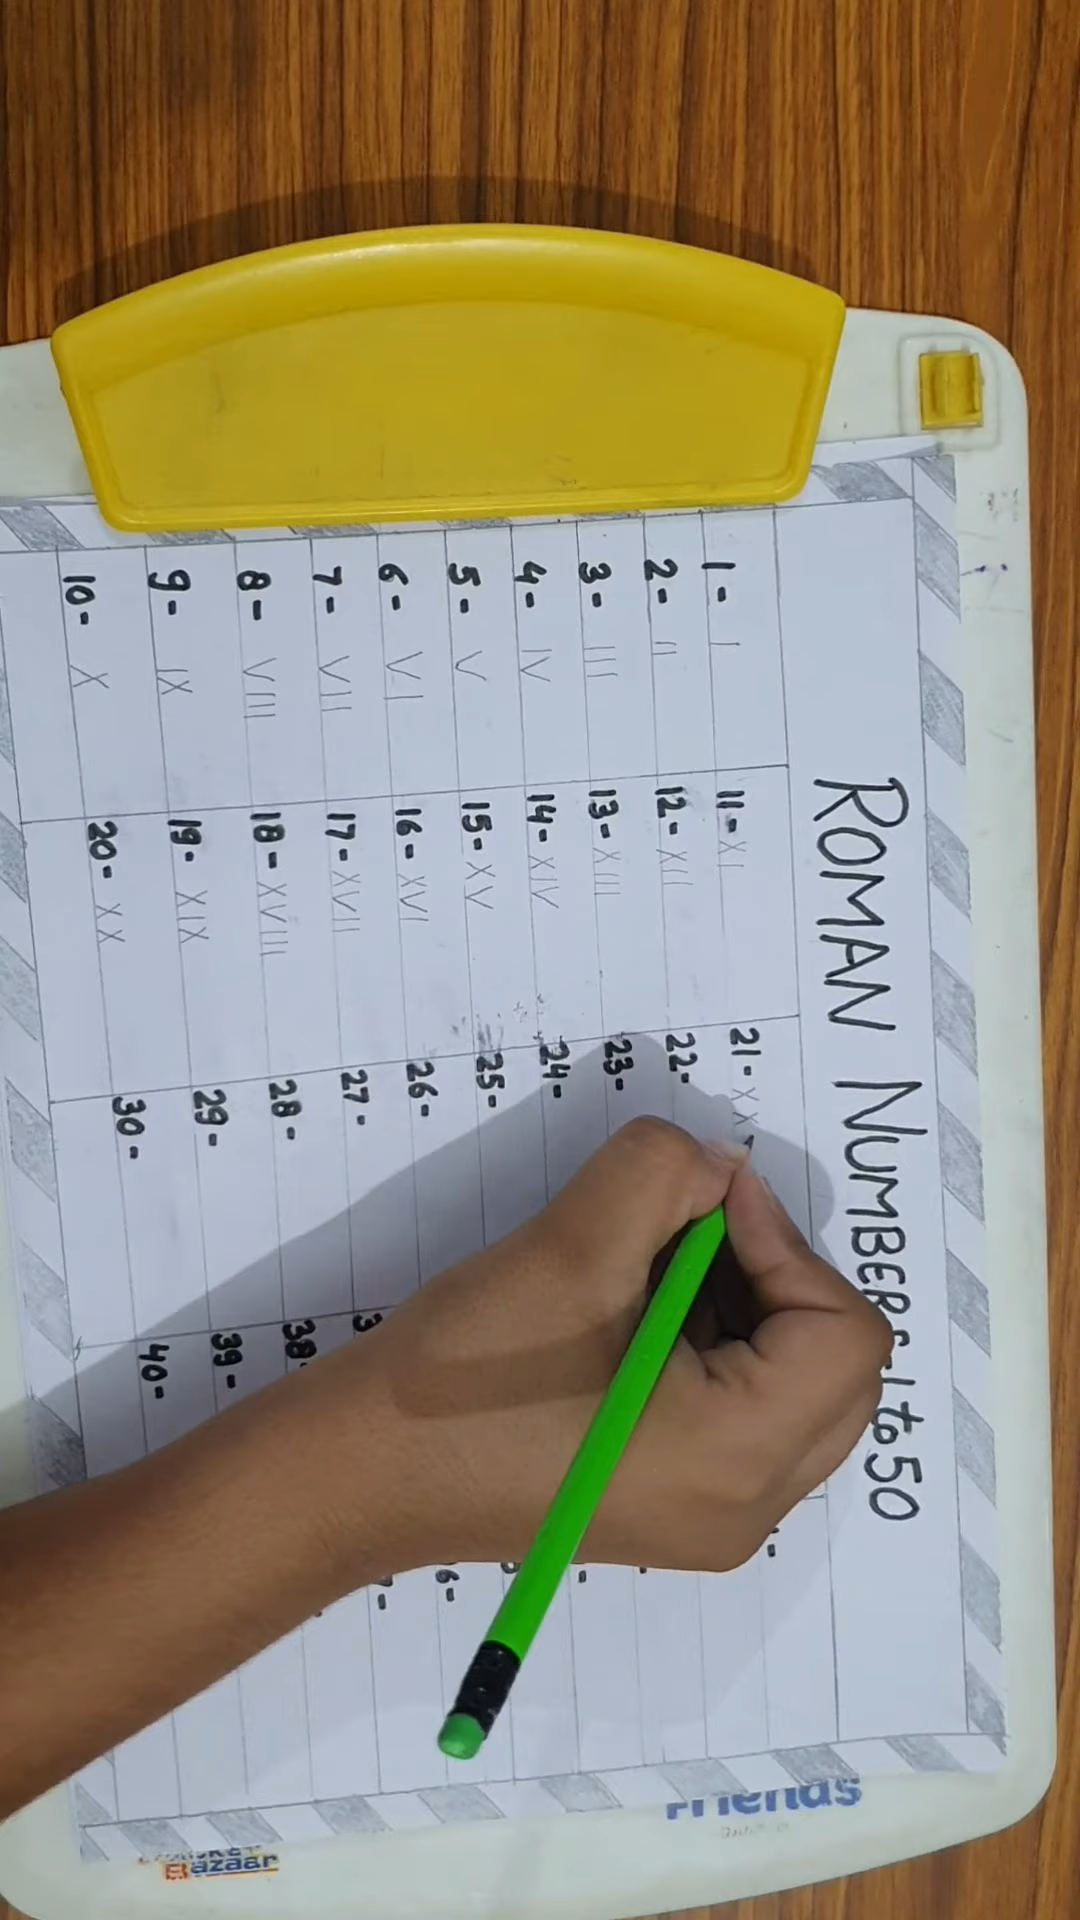 ROMAN NUMBERS-1 to 50
1- I
2- II
3- III
4- IV
5- V
6- VI
7- VII
8- VIII
9- IX
10- X
11- XI
12- XII
13- XIII
14- XIV
15- XV
16- XVI
17- XVII
18- XVIII
19- XIX
20- XX
21- XX
22-
23-
24-
25-
26-
27-
28-
29-
30-
38-
39-
40-
Friends
Bazaar